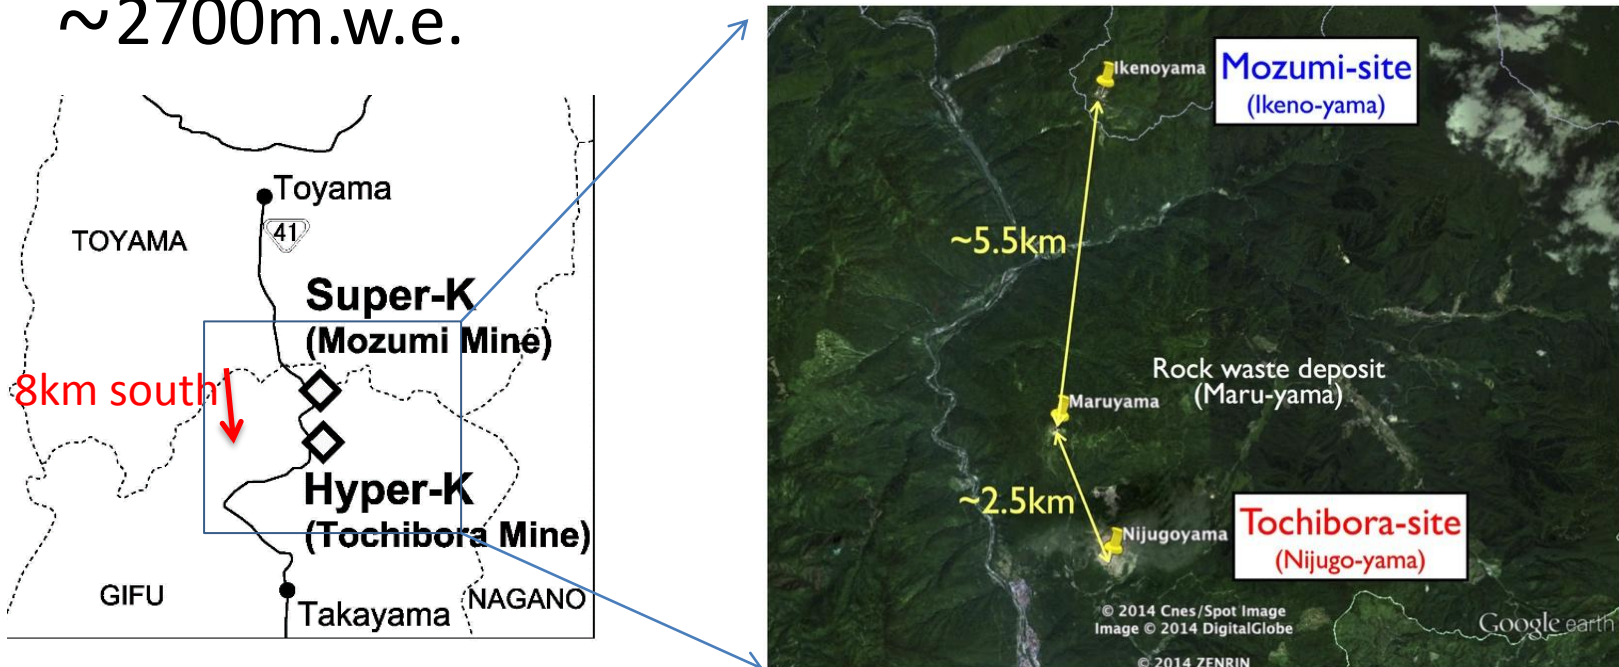 ~2700m.w.e.
Toyama
41
TOYAMA
Super-K
(Mozumi Mine)
8km south
Hyper-K
(Tochibora Mine)
GIFU
Takayama
NAGANO
Ikenoyama
Mozumi-site
(Ikeno-yama)
~5.5km
Rock waste deposit
(Maru-yama)
Maruyama
~2.5km
Nijugoyama
Tochibora-site
(Nijugo-yama)
© 2014 Cnes/Spot Image
Image © 2014 DigitalGlobe
© 2014 ZENRIN
Google earth